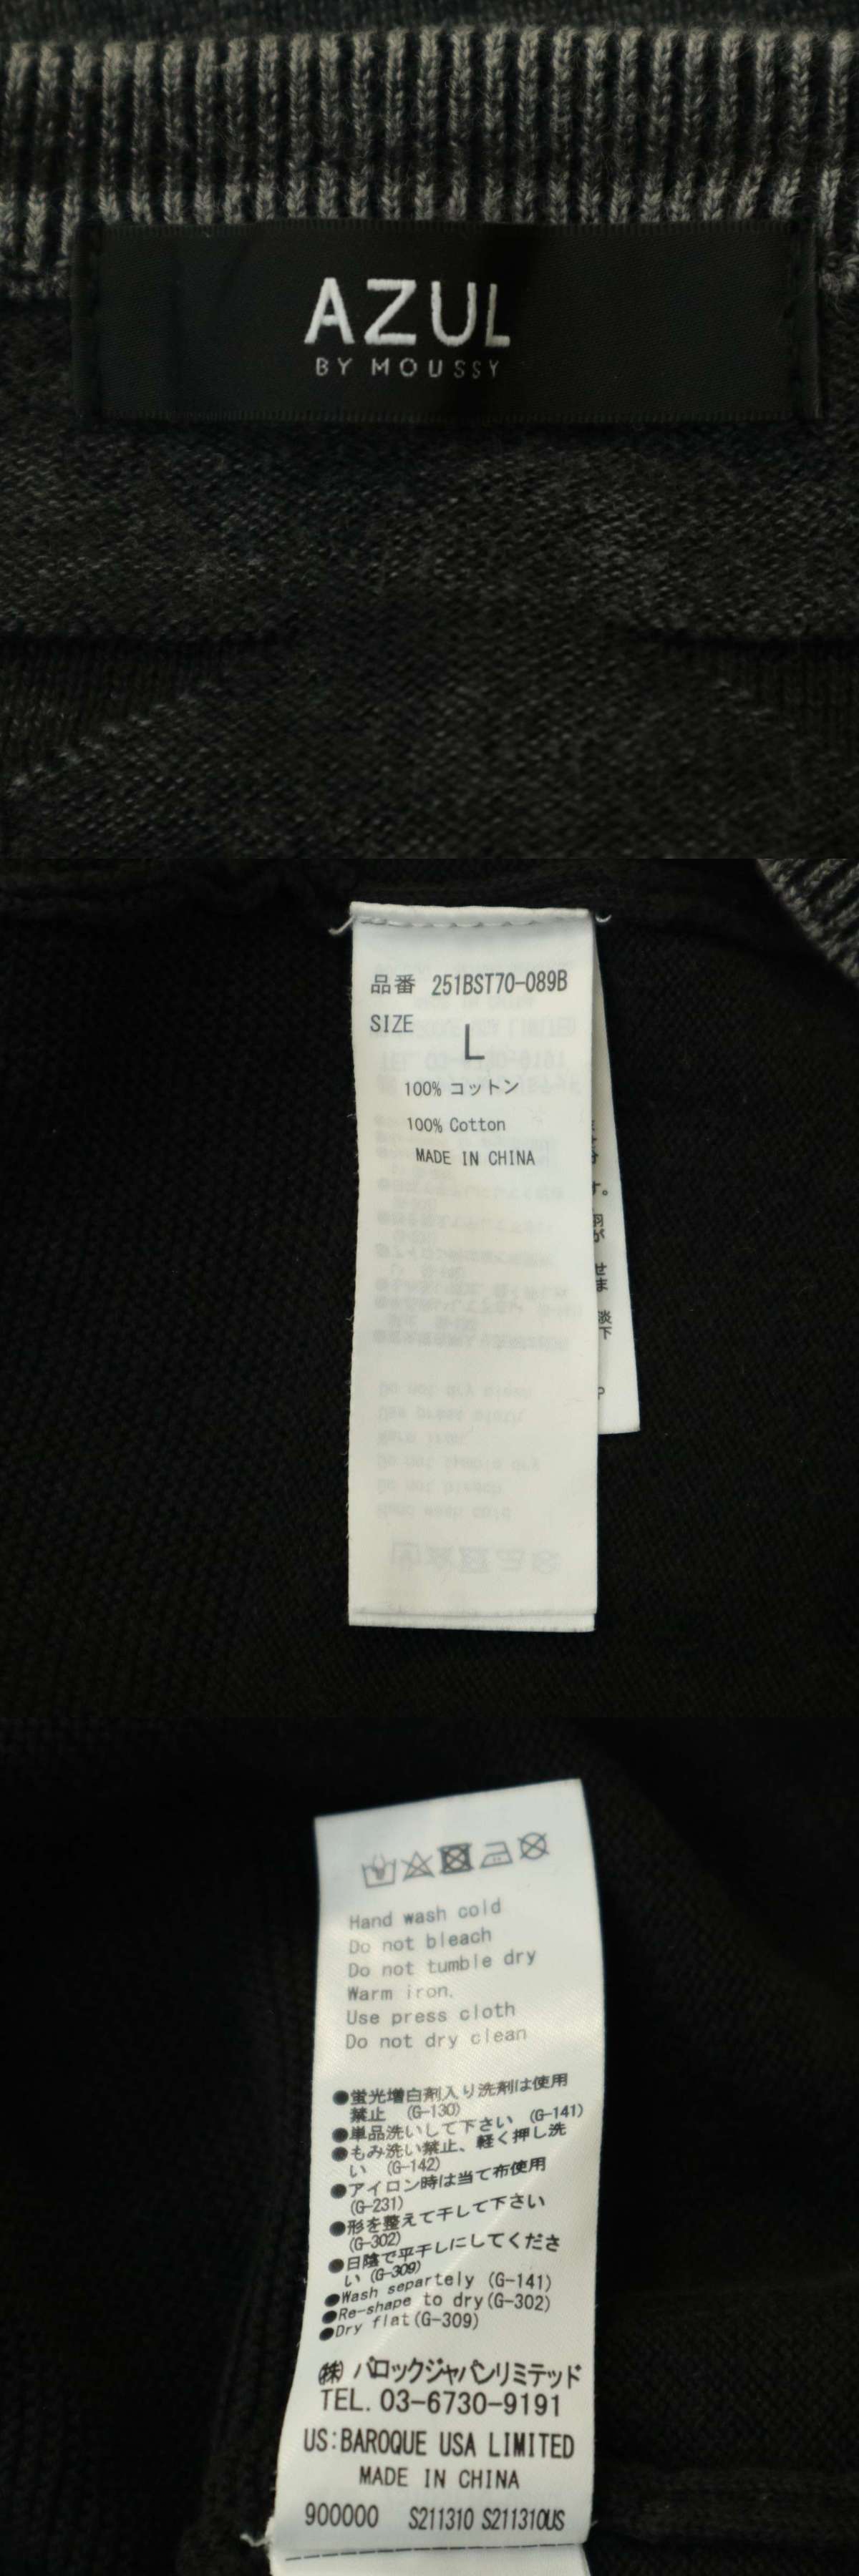 AZUL
BY MOUSSY
品番 251BST70-089B
SIZE
L
100% コットン
100% Cotton
MADE IN CHINA
す。
羽
が
せ
ま
談
下
Hand wash cold
Do not bleach
Do not tumble dry
Warm iron.
Use press cloth
Do not dry clean
●蛍光増白剤入り洗剤は使用
禁止 (G-130)
●単品洗いして下さい (G-141)
●もみ洗い禁止、軽く押し洗
い (G-142)
●アイロン時は当て布使用
(G-231)
●形を整えて干して下さい
(G-302)
●日陰で平干しにしてくださ
い (G-309)
●Wash separtely (G-141)
●Re-shape to dry(G-302)
●Dry flat(G-309)
㈱ バロックジャパンリミテッド
TEL. 03-6730-9191
US:BAROQUE USA LIMITED
MADE IN CHINA
900000 S211310 S211310US